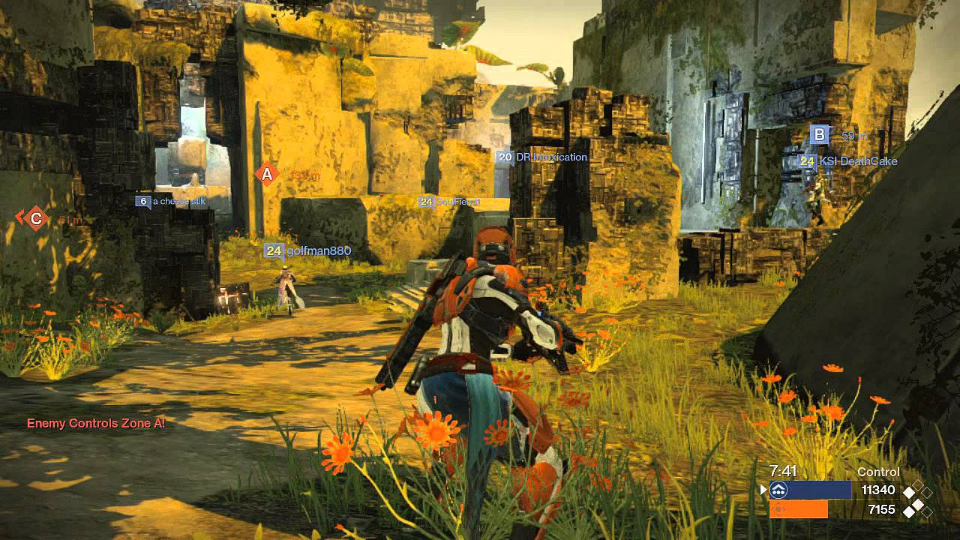 B
A
20 DR Intoxication
24 KSI DeathCake
6 a cheese stik
24
C
24 golfman880
Enemy Controls Zone A!
7:41 Control
11340
7155